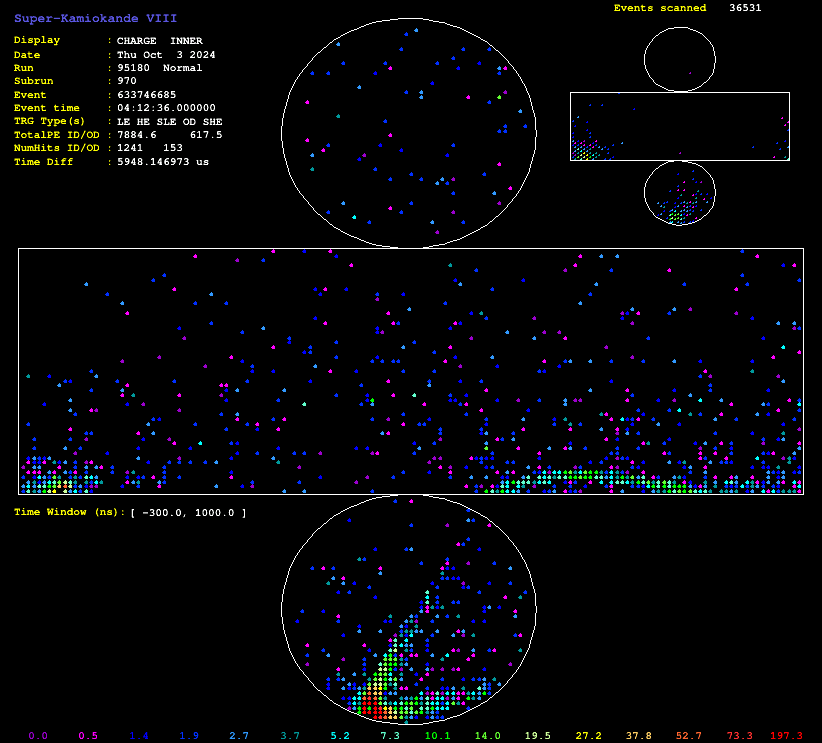 Events scanned 36531
Super-Kamiokande VIII
Display : CHARGE INNER
Date : Thu Oct 3 2024
Run : 95180 Normal
Subrun : 970
Event : 633746685
Event time : 04:12:36.000000
TRG Type(s) : LE HE SLE OD SHE
TotalPE ID/OD : 7884.6 617.5
NumHits ID/OD : 1241 153
Time Diff : 5948.146973 us
Time Window (ns): [ -300.0, 1000.0 ]
0.0 0.5 1.4 1.9 2.7 3.7 5.2 7.3 10.1 14.0 19.5 27.2 37.8 52.7 73.3 197.3